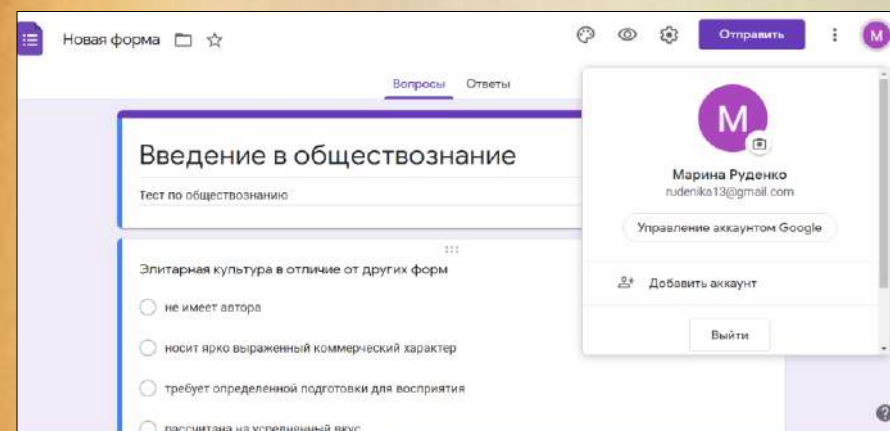 Новая форма
Отправить
M
Вопросы Ответы
Введение в обществознание
Тест по обществознанию
Элитарная культура в отличие от других форм
не имеет автора
носит ярко выраженный коммерческий характер
требует определенной подготовки для восприятия
рассчитана на усредненный вкус
M
Марина Руденко
rudenika13@gmail.com
Управление аккаунтом Google
Добавить аккаунт
Выйти